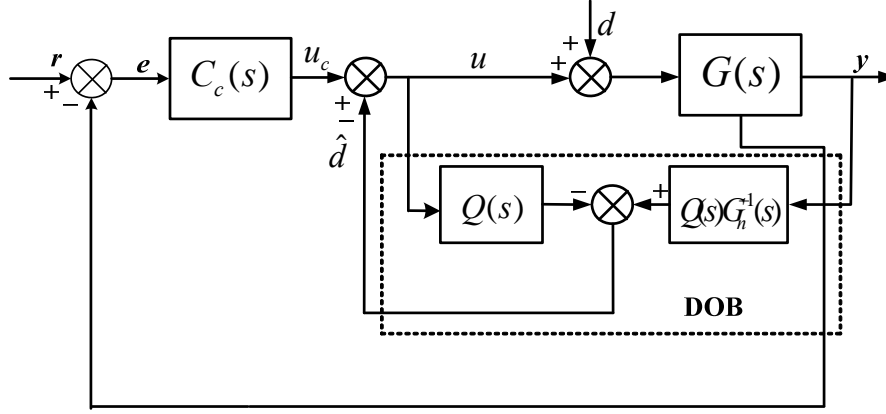 d
r
e
C_c(s)
u_c
u
G(s)
y
+
−
+
−
+
+
d̂
Q(s)
−
+
Q(s)G_n^{-1}(s)
DOB